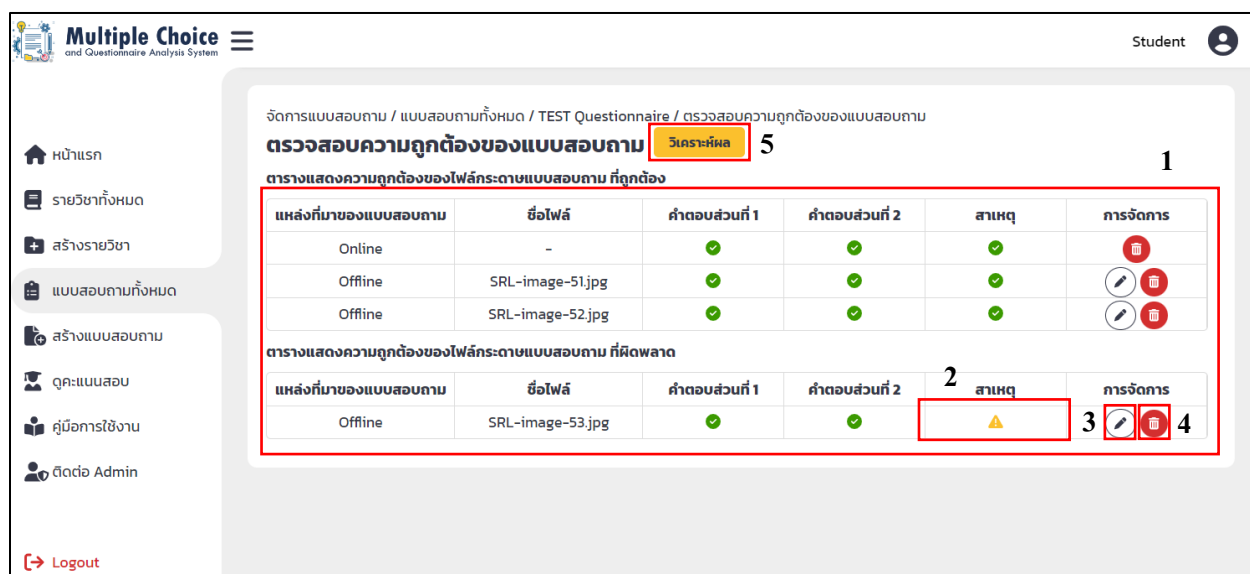 Multiple Choice
and Questionnaire Analysis System
Student
จัดการแบบสอบถาม / แบบสอบถามทั้งหมด / TEST Questionnaire / ตรวจสอบความถูกต้องของแบบสอบถาม
ตรวจสอบความถูกต้องของแบบสอบถาม วิเคราะห์ผล 5
1
ตารางแสดงความถูกต้องของไฟล์กระดาษแบบสอบถาม ที่ถูกต้อง
แหล่งที่มาของแบบสอบถาม ชื่อไฟล์ คำตอบส่วนที่ 1 คำตอบส่วนที่ 2 สาเหตุ การจัดการ
Online -
Offline SRL-image-51.jpg
Offline SRL-image-52.jpg
ตารางแสดงความถูกต้องของไฟล์กระดาษแบบสอบถาม ที่ผิดพลาด
แหล่งที่มาของแบบสอบถาม ชื่อไฟล์ คำตอบส่วนที่ 1 คำตอบส่วนที่ 2 2 สาเหตุ การจัดการ
Offline SRL-image-53.jpg 3 4
หน้าแรก
รายวิชาทั้งหมด
สร้างรายวิชา
แบบสอบถามทั้งหมด
สร้างแบบสอบถาม
ดูคะแนนสอบ
คู่มือการใช้งาน
ติดต่อ Admin
Logout